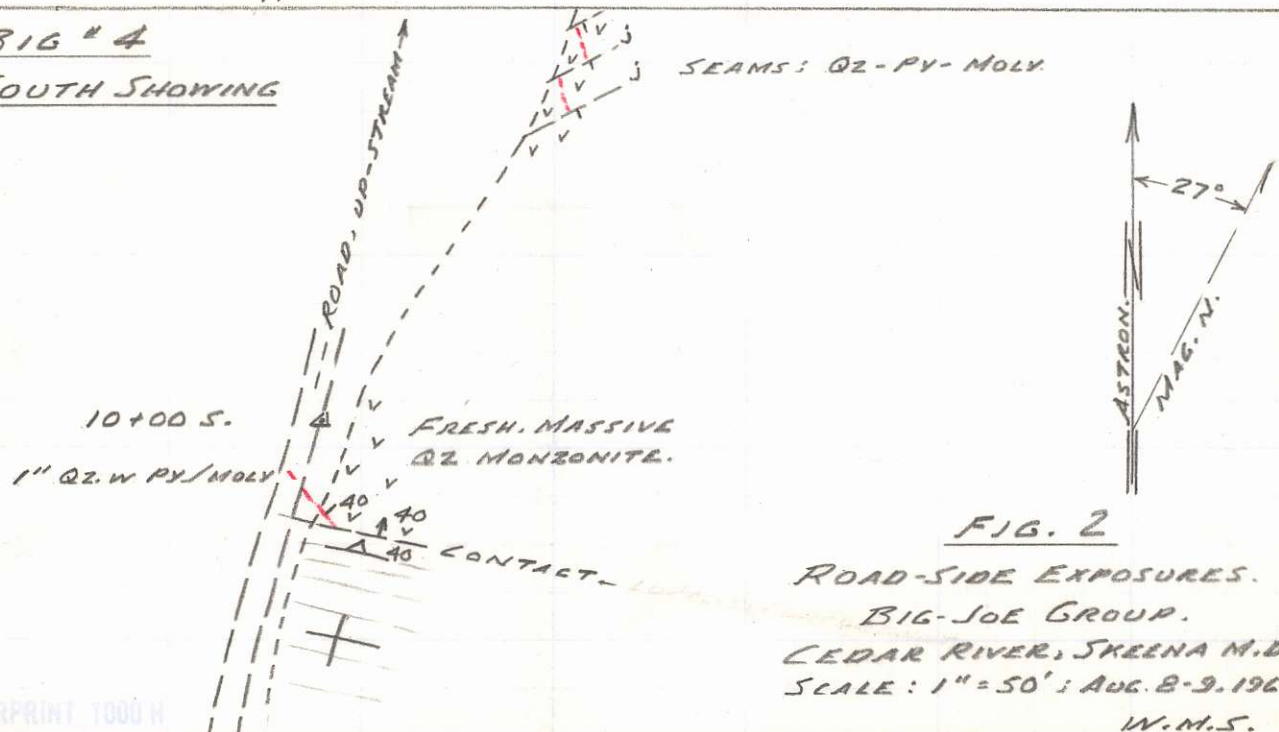 BIG # 4
SOUTH SHOWING
ROAD, UP-STREAM
j
j
SEAMS: QZ-PY-MOLY.
27°
ASTRON.
N
MAG. N.
10+00 S.
1" QZ. W PY/MOLY
FRESH. MASSIVE
QZ MONZONITE.
40
40
40
CONTACT.
FIG. 2
ROAD-SIDE EXPOSURES.
BIG-JOE GROUP.
CEDAR RIVER, SKEENA M.D
SCALE: 1" = 50'; AUG. 8-9. 196
W.M.S.
RPRINT 1000 H